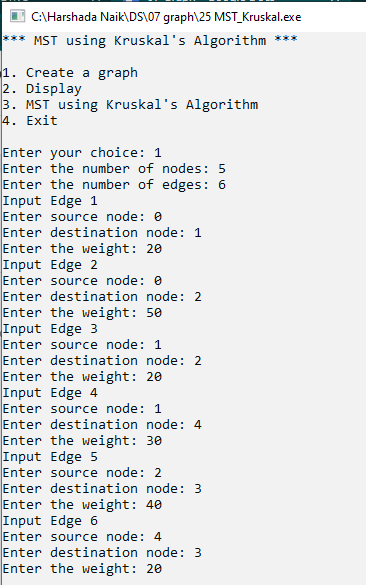 C:\Harshada Naik\DS\07 graph\25 MST_Kruskal.exe
*** MST using Kruskal's Algorithm ***
1. Create a graph
2. Display
3. MST using Kruskal's Algorithm
4. Exit
Enter your choice: 1
Enter the number of nodes: 5
Enter the number of edges: 6
Input Edge 1
Enter source node: 0
Enter destination node: 1
Enter the weight: 20
Input Edge 2
Enter source node: 0
Enter destination node: 2
Enter the weight: 50
Input Edge 3
Enter source node: 1
Enter destination node: 2
Enter the weight: 20
Input Edge 4
Enter source node: 1
Enter destination node: 4
Enter the weight: 30
Input Edge 5
Enter source node: 2
Enter destination node: 3
Enter the weight: 40
Input Edge 6
Enter source node: 4
Enter destination node: 3
Enter the weight: 20